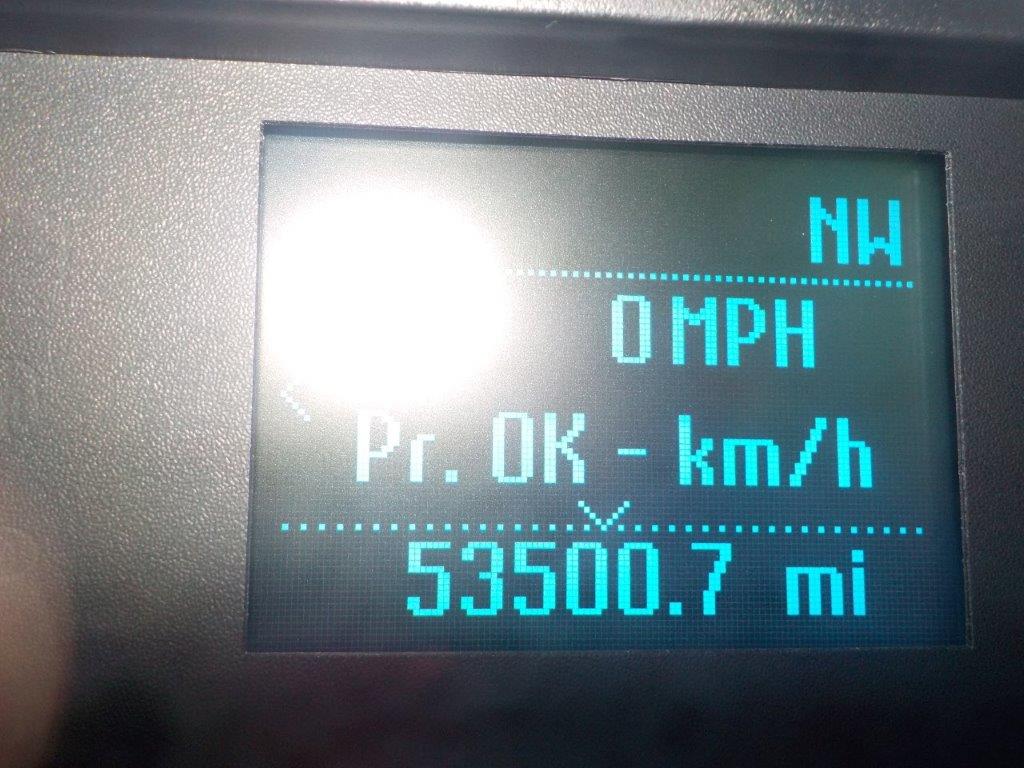 NW
0 MPH
Pr. OK - km/h
53500.7 mi